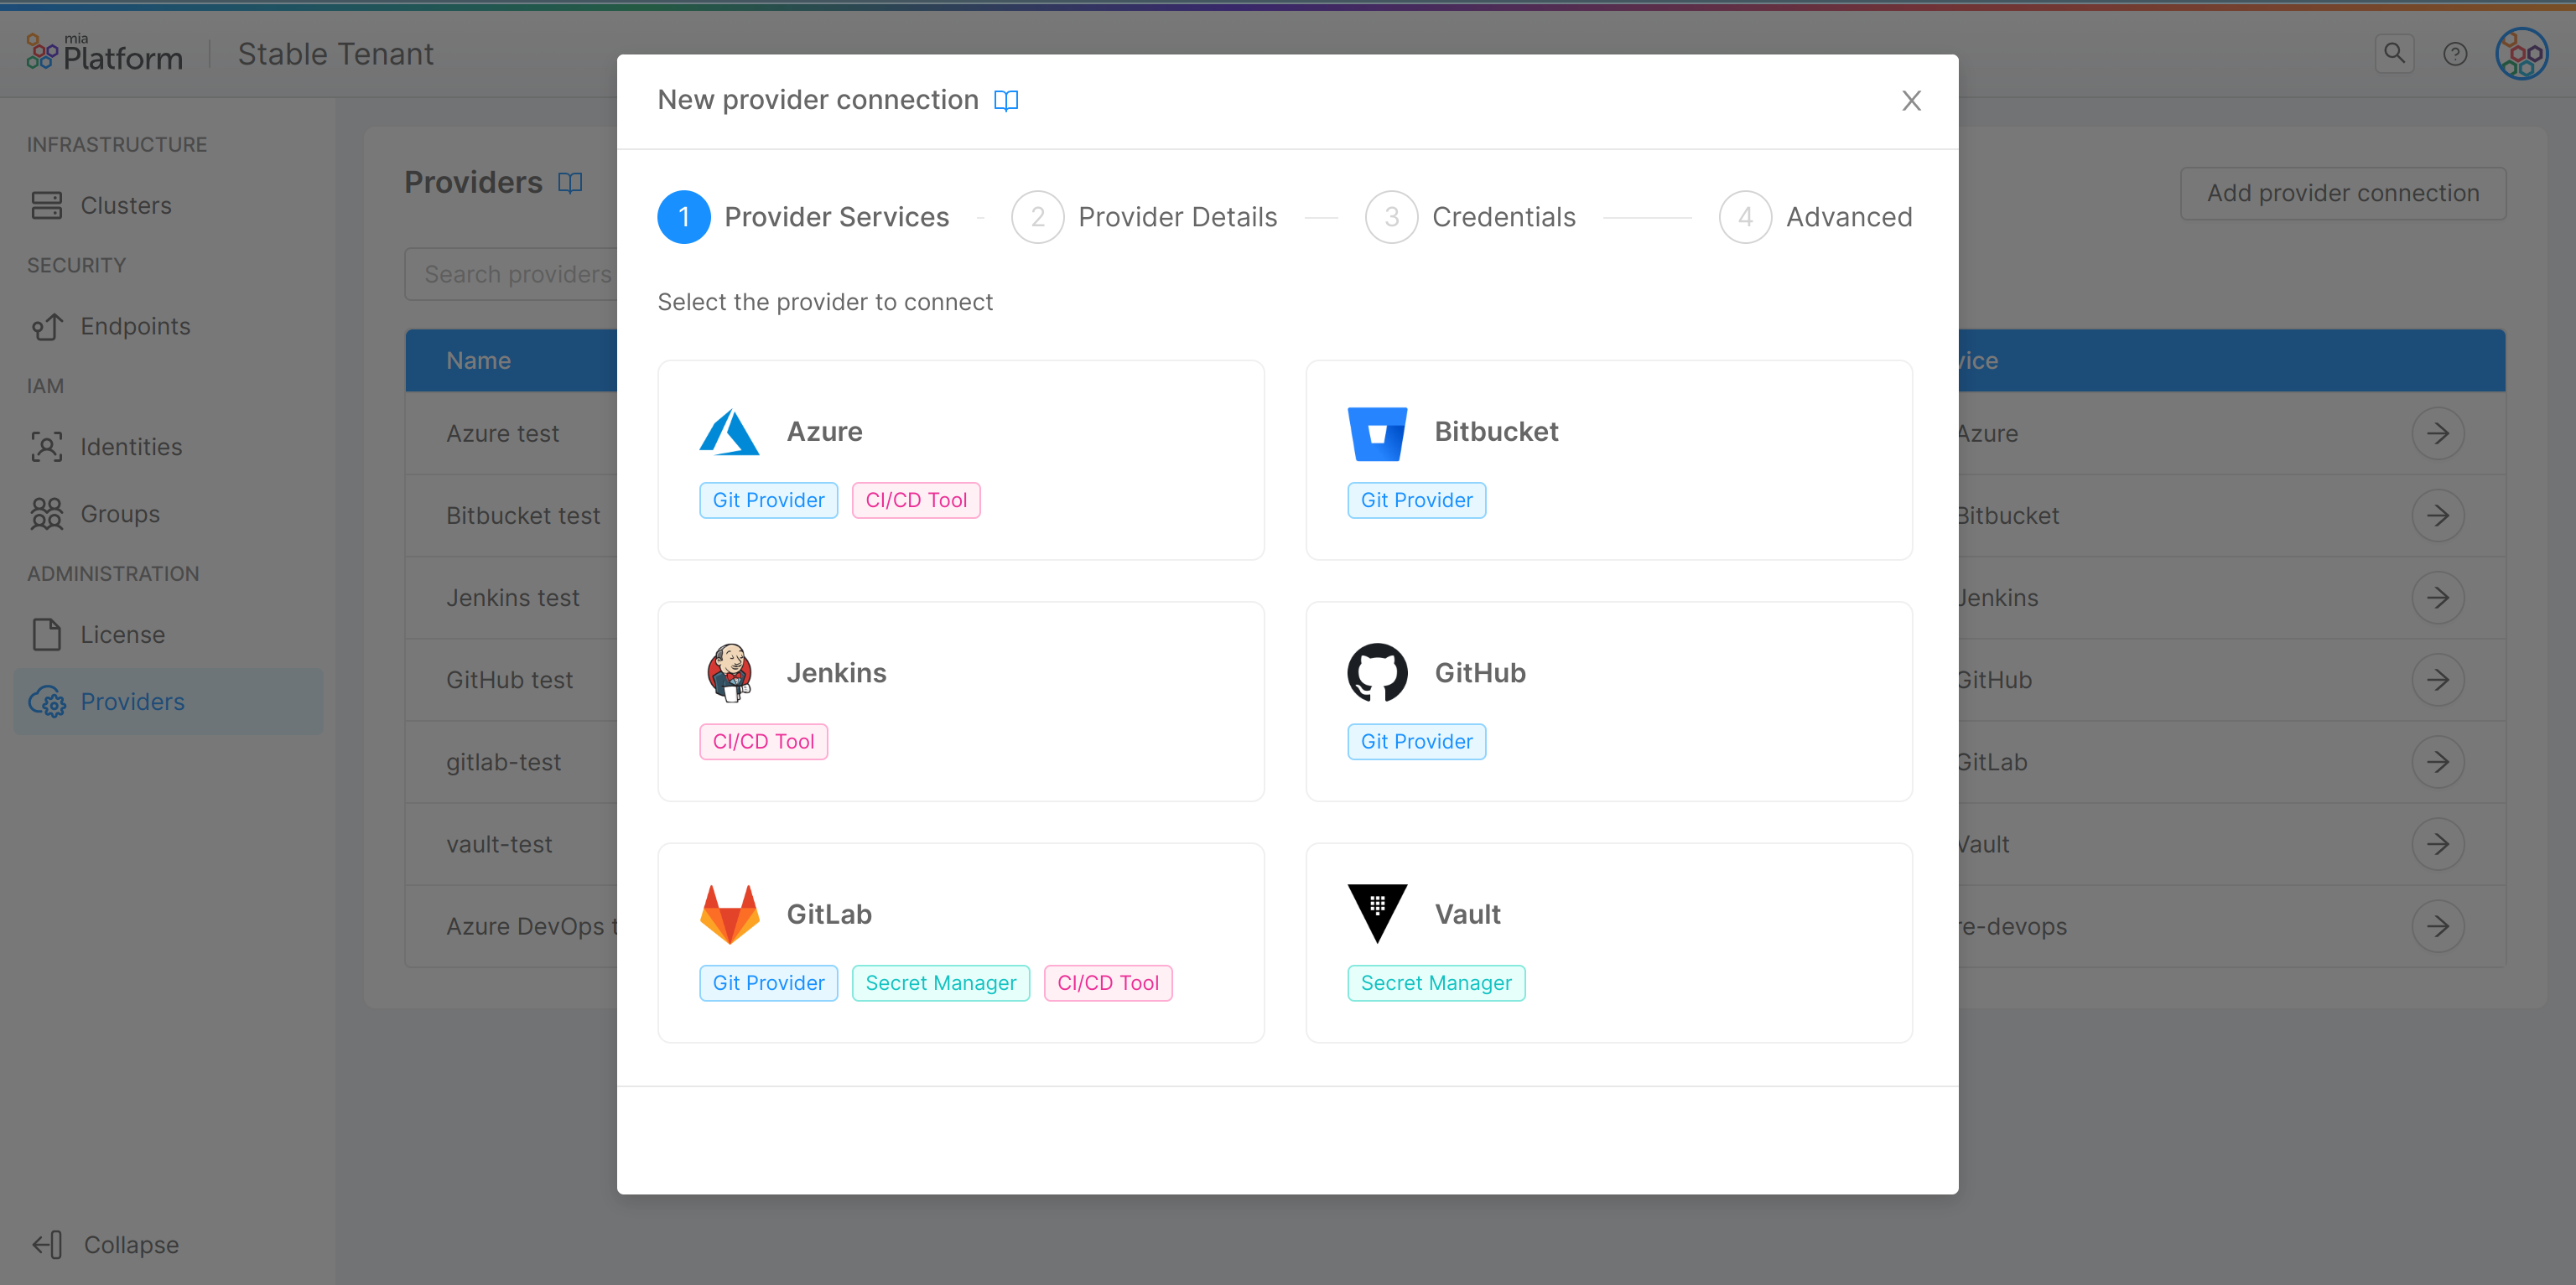 mia
Platform
Stable Tenant
INFRASTRUCTURE
Clusters
SECURITY
Endpoints
IAM
Identities
Groups
ADMINISTRATION
License
Providers
Collapse
Providers
Add provider connection
Search providers
Name
Azure test
Azure
Bitbucket test
Bitbucket
Jenkins test
Jenkins
GitHub test
GitHub
gitlab-test
GitLab
vault-test
Vault
Azure DevOps
re-devops
New provider connection
1 Provider Services
2 Provider Details
3 Credentials
4 Advanced
Select the provider to connect
Azure
Git Provider CI/CD Tool
Bitbucket
Git Provider
Jenkins
CI/CD Tool
GitHub
Git Provider
GitLab
Git Provider Secret Manager CI/CD Tool
Vault
Secret Manager